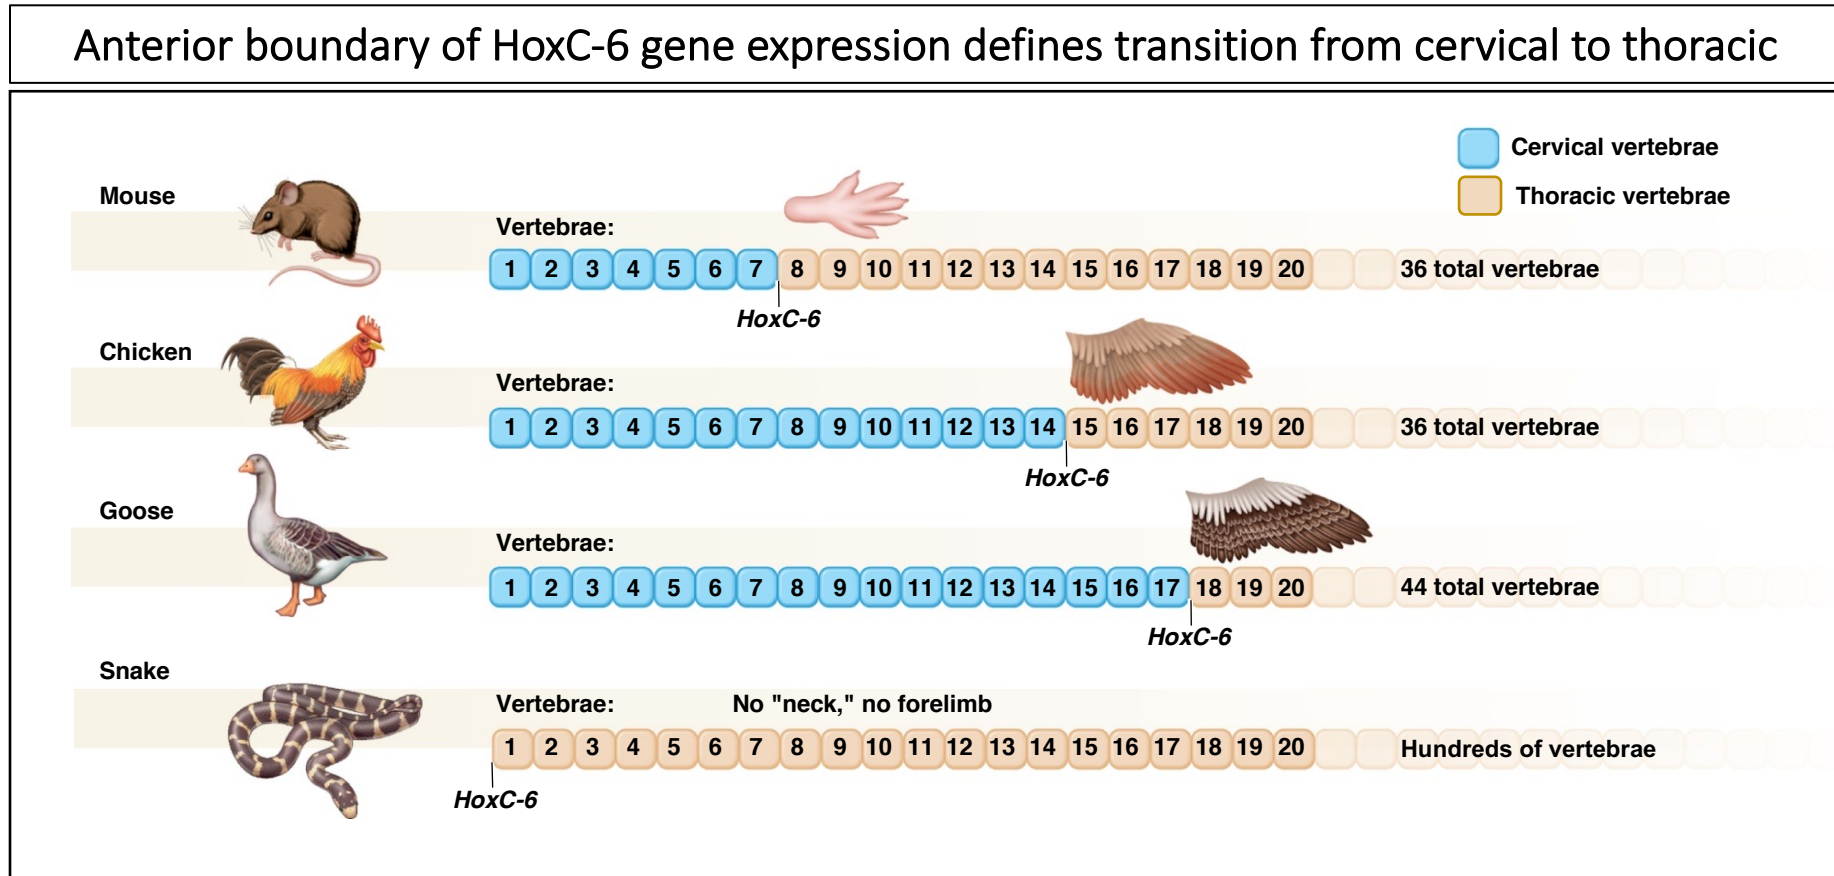 Anterior boundary of HoxC-6 gene expression defines transition from cervical to thoracic
Cervical vertebrae
Thoracic vertebrae
Mouse
Vertebrae:
1 2 3 4 5 6 7 8 9 10 11 12 13 14 15 16 17 18 19 20 36 total vertebrae
HoxC-6
Chicken
Vertebrae:
1 2 3 4 5 6 7 8 9 10 11 12 13 14 15 16 17 18 19 20 36 total vertebrae
HoxC-6
Goose
Vertebrae:
1 2 3 4 5 6 7 8 9 10 11 12 13 14 15 16 17 18 19 20 44 total vertebrae
HoxC-6
Snake
Vertebrae: No "neck," no forelimb
1 2 3 4 5 6 7 8 9 10 11 12 13 14 15 16 17 18 19 20 Hundreds of vertebrae
HoxC-6